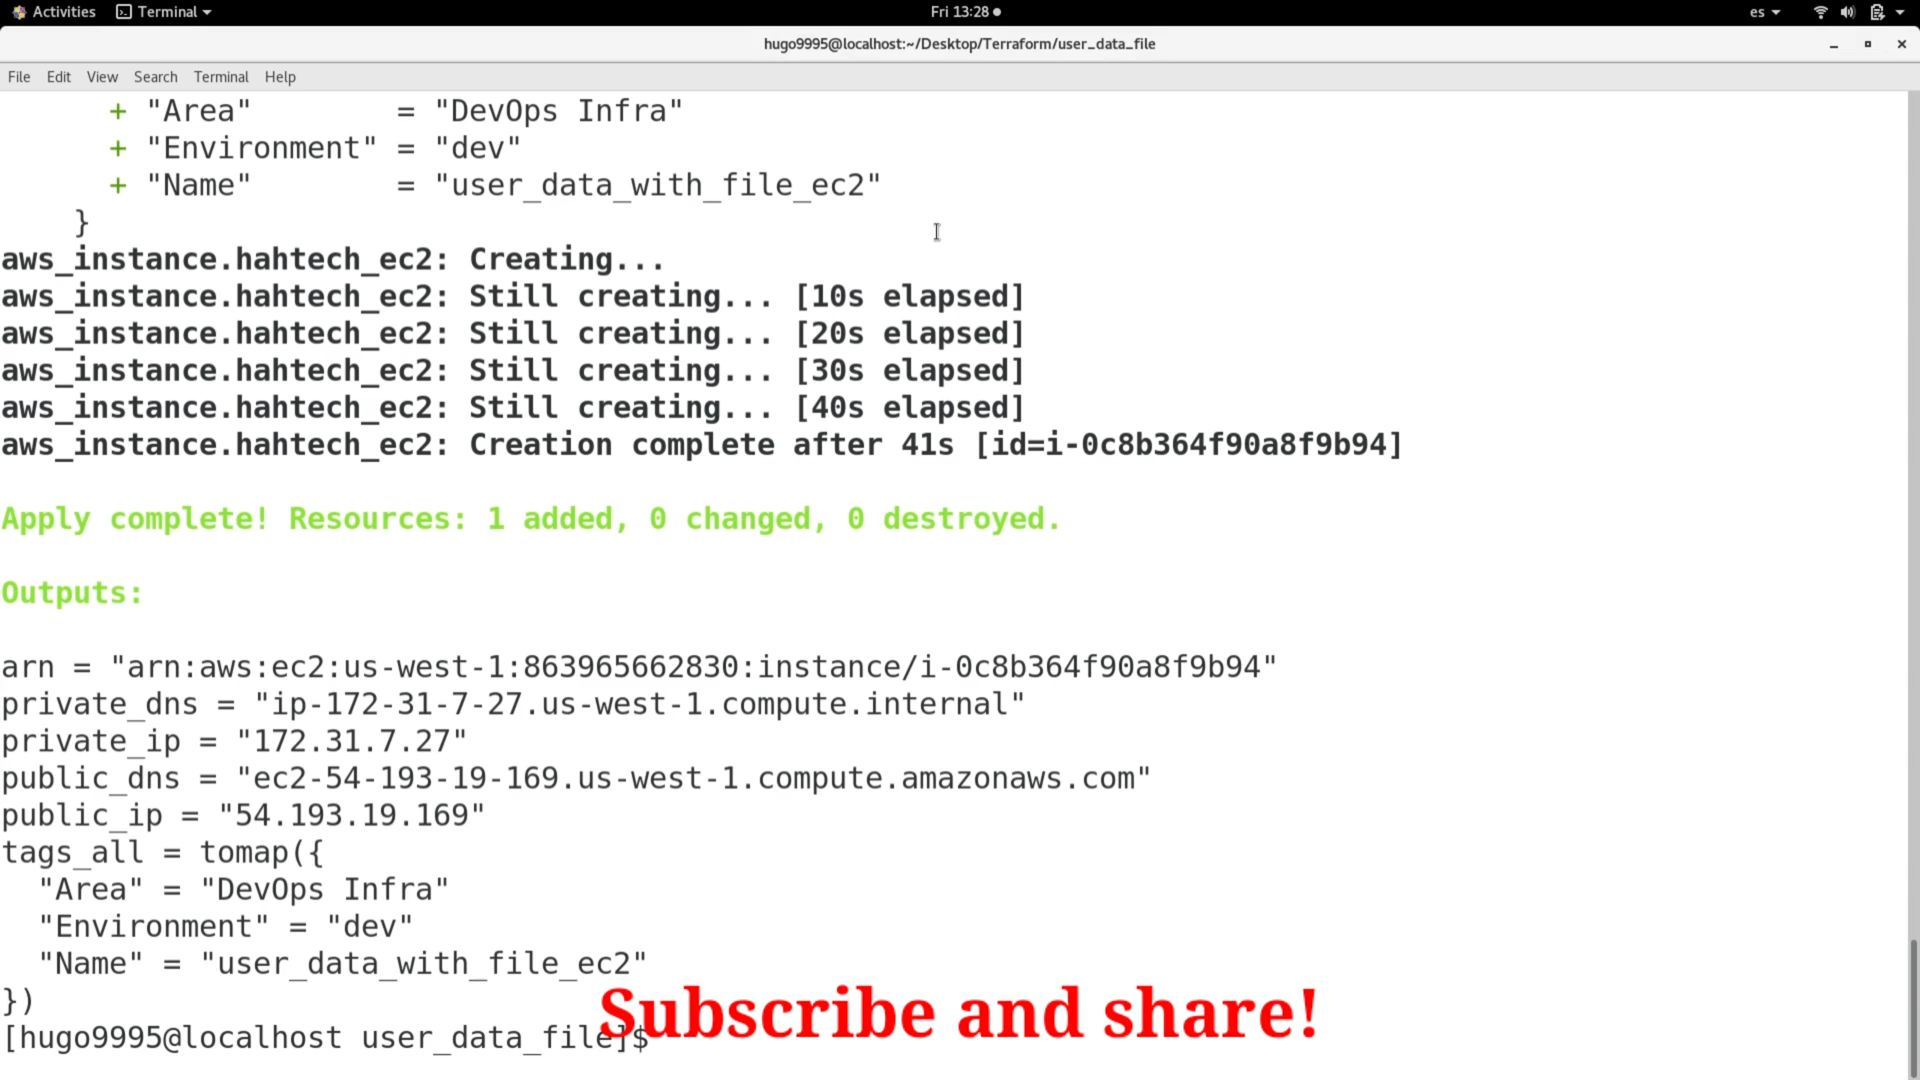 Activities Terminal Fri 13:28 es
hugo9995@localhost:~/Desktop/Terraform/user_data_file
File Edit View Search Terminal Help
+ "Area" = "DevOps Infra"
+ "Environment" = "dev"
+ "Name" = "user_data_with_file_ec2"
}
aws_instance.hahtech_ec2: Creating...
aws_instance.hahtech_ec2: Still creating... [10s elapsed]
aws_instance.hahtech_ec2: Still creating... [20s elapsed]
aws_instance.hahtech_ec2: Still creating... [30s elapsed]
aws_instance.hahtech_ec2: Still creating... [40s elapsed]
aws_instance.hahtech_ec2: Creation complete after 41s [id=i-0c8b364f90a8f9b94]
Apply complete! Resources: 1 added, 0 changed, 0 destroyed.
Outputs:
arn = "arn:aws:ec2:us-west-1:863965662830:instance/i-0c8b364f90a8f9b94"
private_dns = "ip-172-31-7-27.us-west-1.compute.internal"
private_ip = "172.31.7.27"
public_dns = "ec2-54-193-19-169.us-west-1.compute.amazonaws.com"
public_ip = "54.193.19.169"
tags_all = tomap({
"Area" = "DevOps Infra"
"Environment" = "dev"
"Name" = "user_data_with_file_ec2"
})
[hugo9995@localhost user_data_file]$
Subscribe and share!